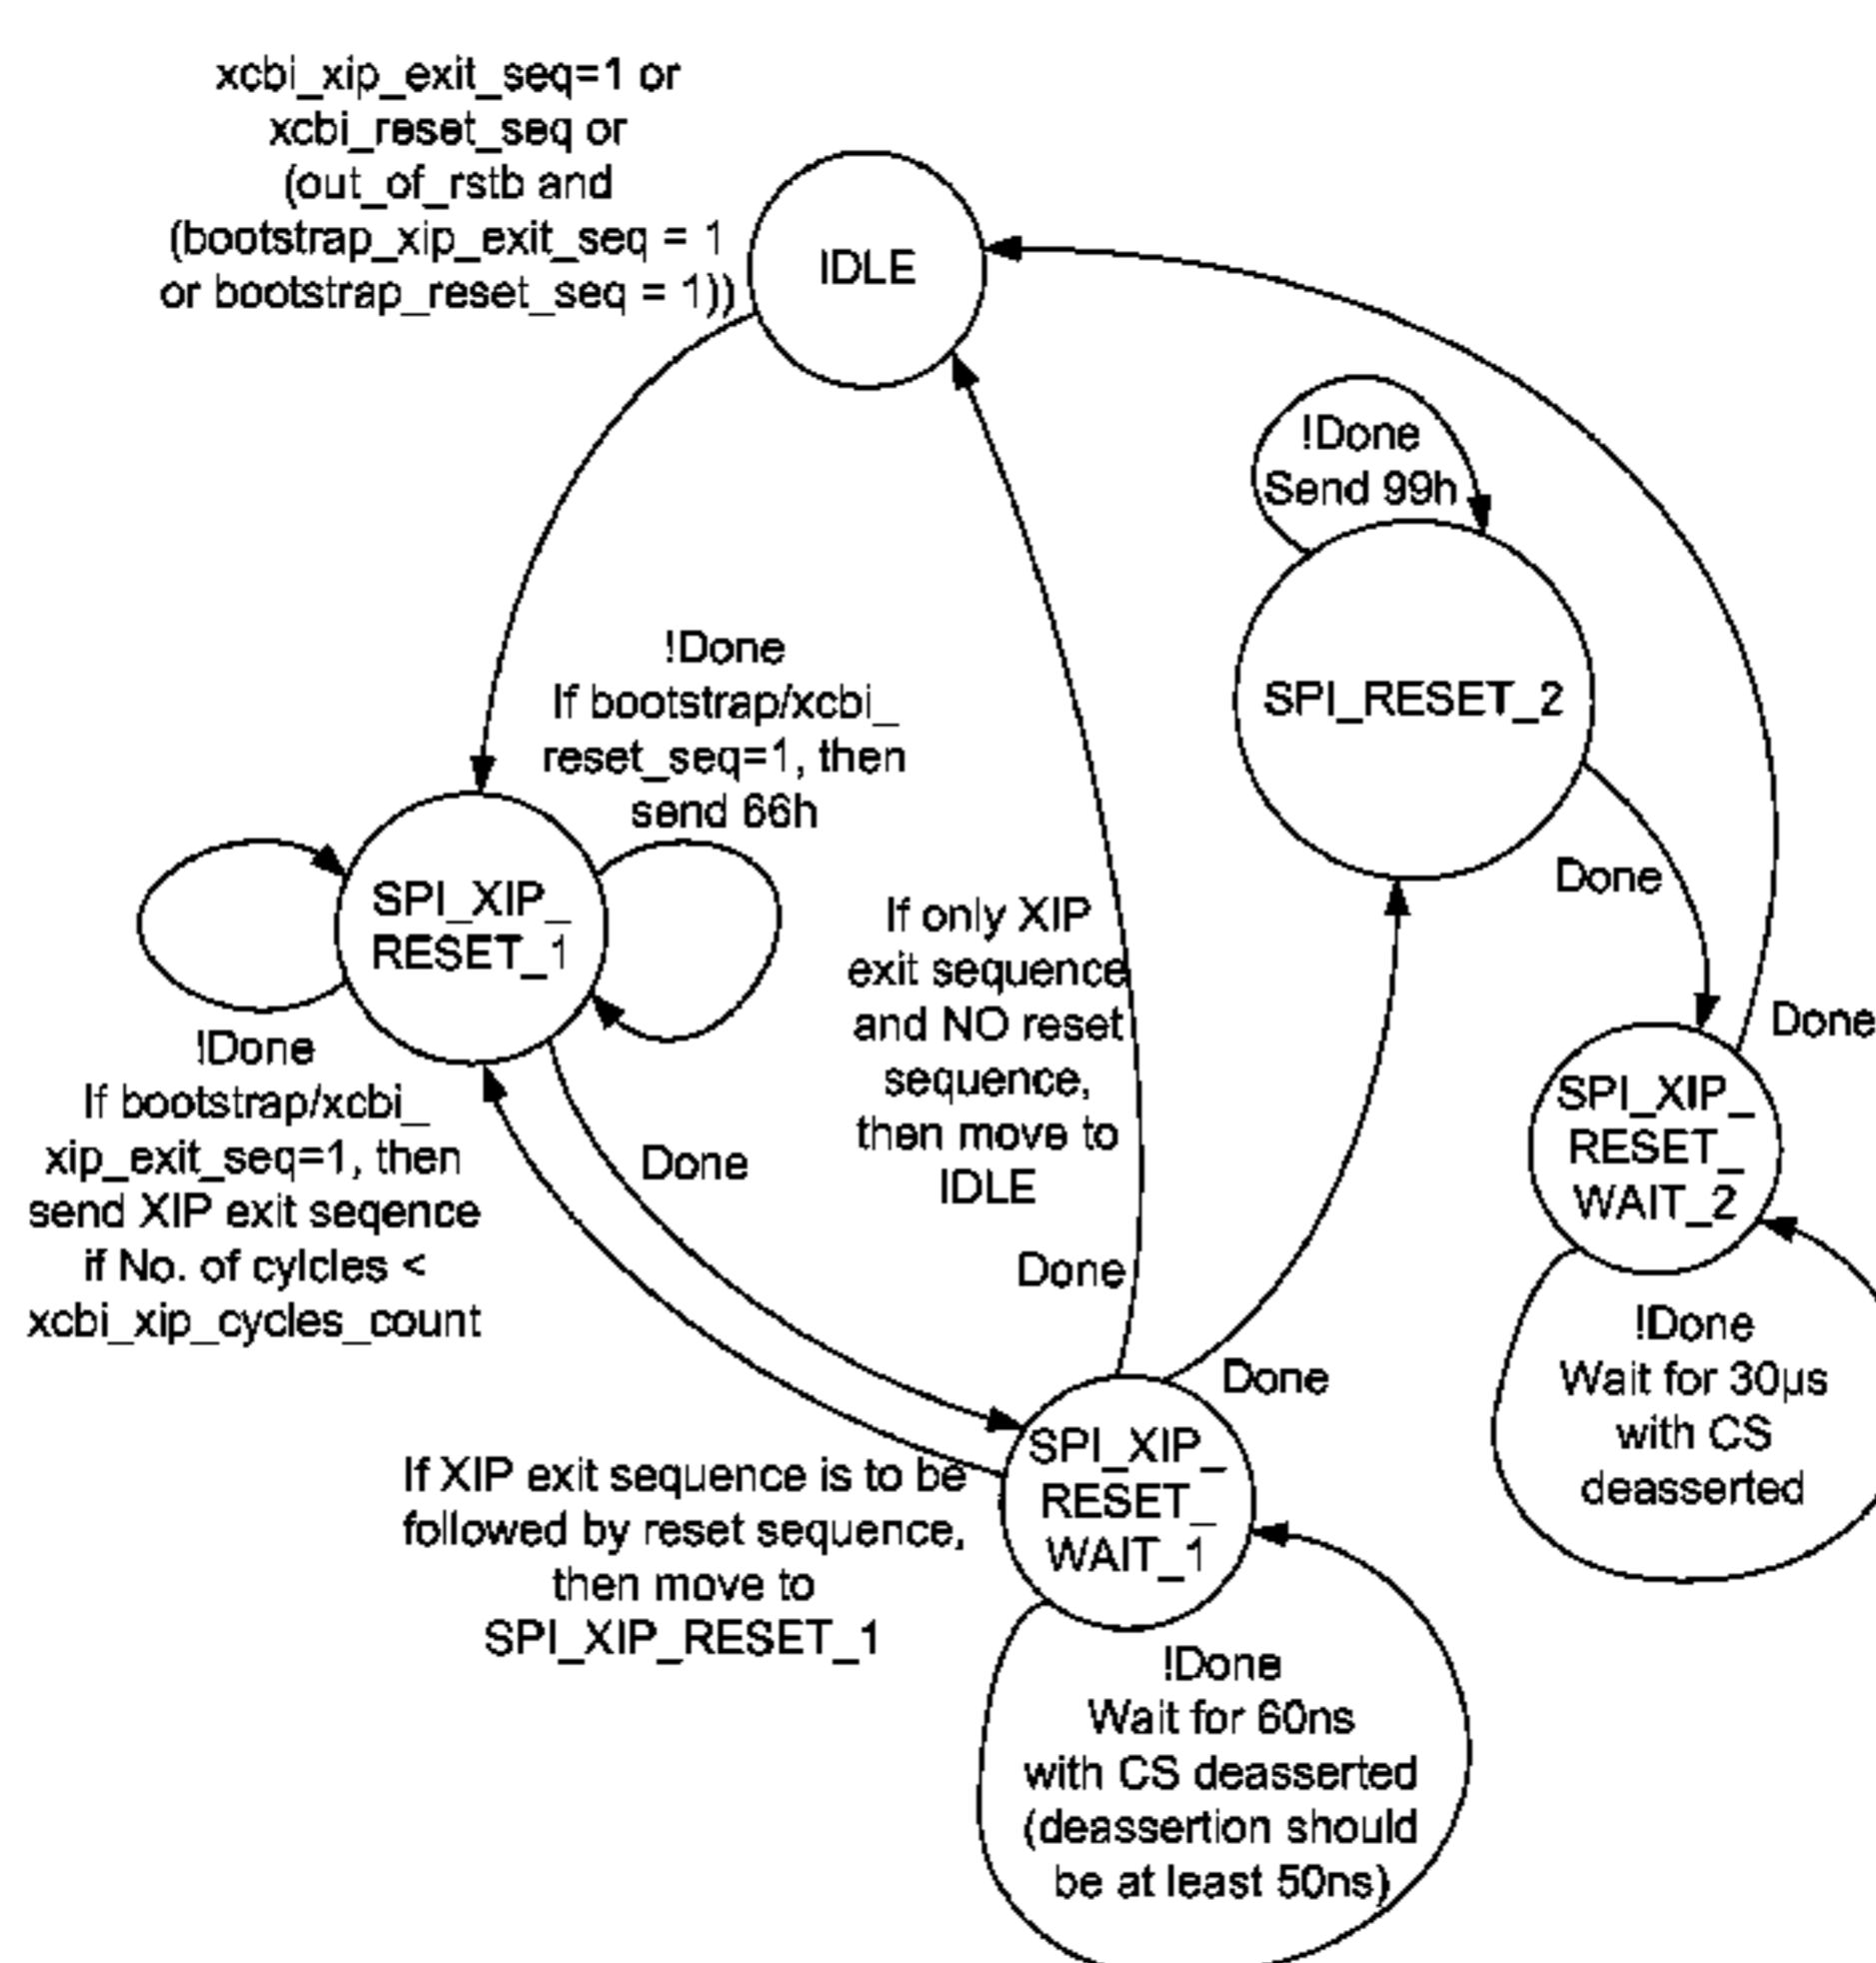 xcbi_xip_exit_seq=1 or
xcbi_reset_seq or
(out_of_rstb and
(bootstrap_xip_exit_seq = 1
or bootstrap_reset_seq = 1))
IDLE
!Done
Send 99h
SPI_RESET_2
!Done
If bootstrap/xcbi_
reset_seq=1, then
send 66h
SPI_XIP_
RESET_1
Done
If only XIP
exit sequence
and NO reset
sequence,
then move to
IDLE
Done
!Done
If bootstrap/xcbi_
xip_exit_seq=1, then
send XIP exit seqence
if No. of cylcles <
xcbi_xip_cycles_count
Done
SPI_XIP_
RESET_
WAIT_2
Done
Done
!Done
Wait for 30µs
with CS
deasserted
If XIP exit sequence is to be
followed by reset sequence,
then move to
SPI_XIP_RESET_1
SPI_XIP_
RESET_
WAIT_1
!Done
Wait for 60ns
with CS deasserted
(deassertion should
be at least 50ns)